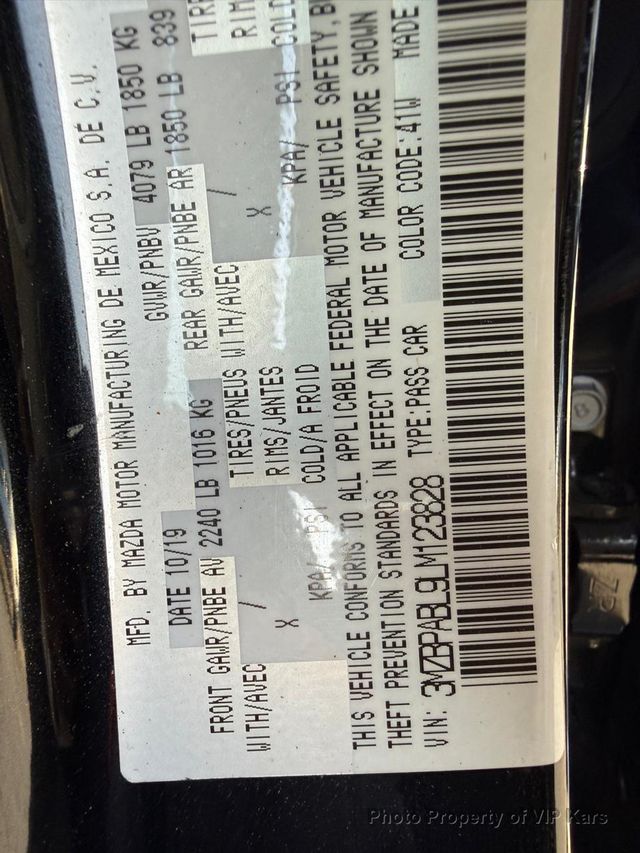 MFD. BY MAZDA MOTOR MANUFACTURING DE MEXICO S.A. DE C.V.
DATE 10/19 GVWR/PNBV 4079 LB 1850 KG
FRONT GAWR/PNBE AV 2240 LB 1016 KG REAR GAWR/PNBE AR 1850 LB 839
WITH/AVEC / TIRES/PNEUS WITH/AVEC / TIRE
X RIMS/JANTES X RIMS
KPA/ PSI COLD/A FROID KPA/ PSI COLD
THIS VEHICLE CONFORMS TO ALL APPLICABLE FEDERAL MOTOR VEHICLE SAFETY, B
THEFT PREVENTION STANDARDS IN EFFECT ON THE DATE OF MANUFACTURE SHOWN
VIN: 3MZBPABL9LM123828 TYPE:PASS CAR COLOR CODE:41W MADE
8
Photo Property of VIP Kars